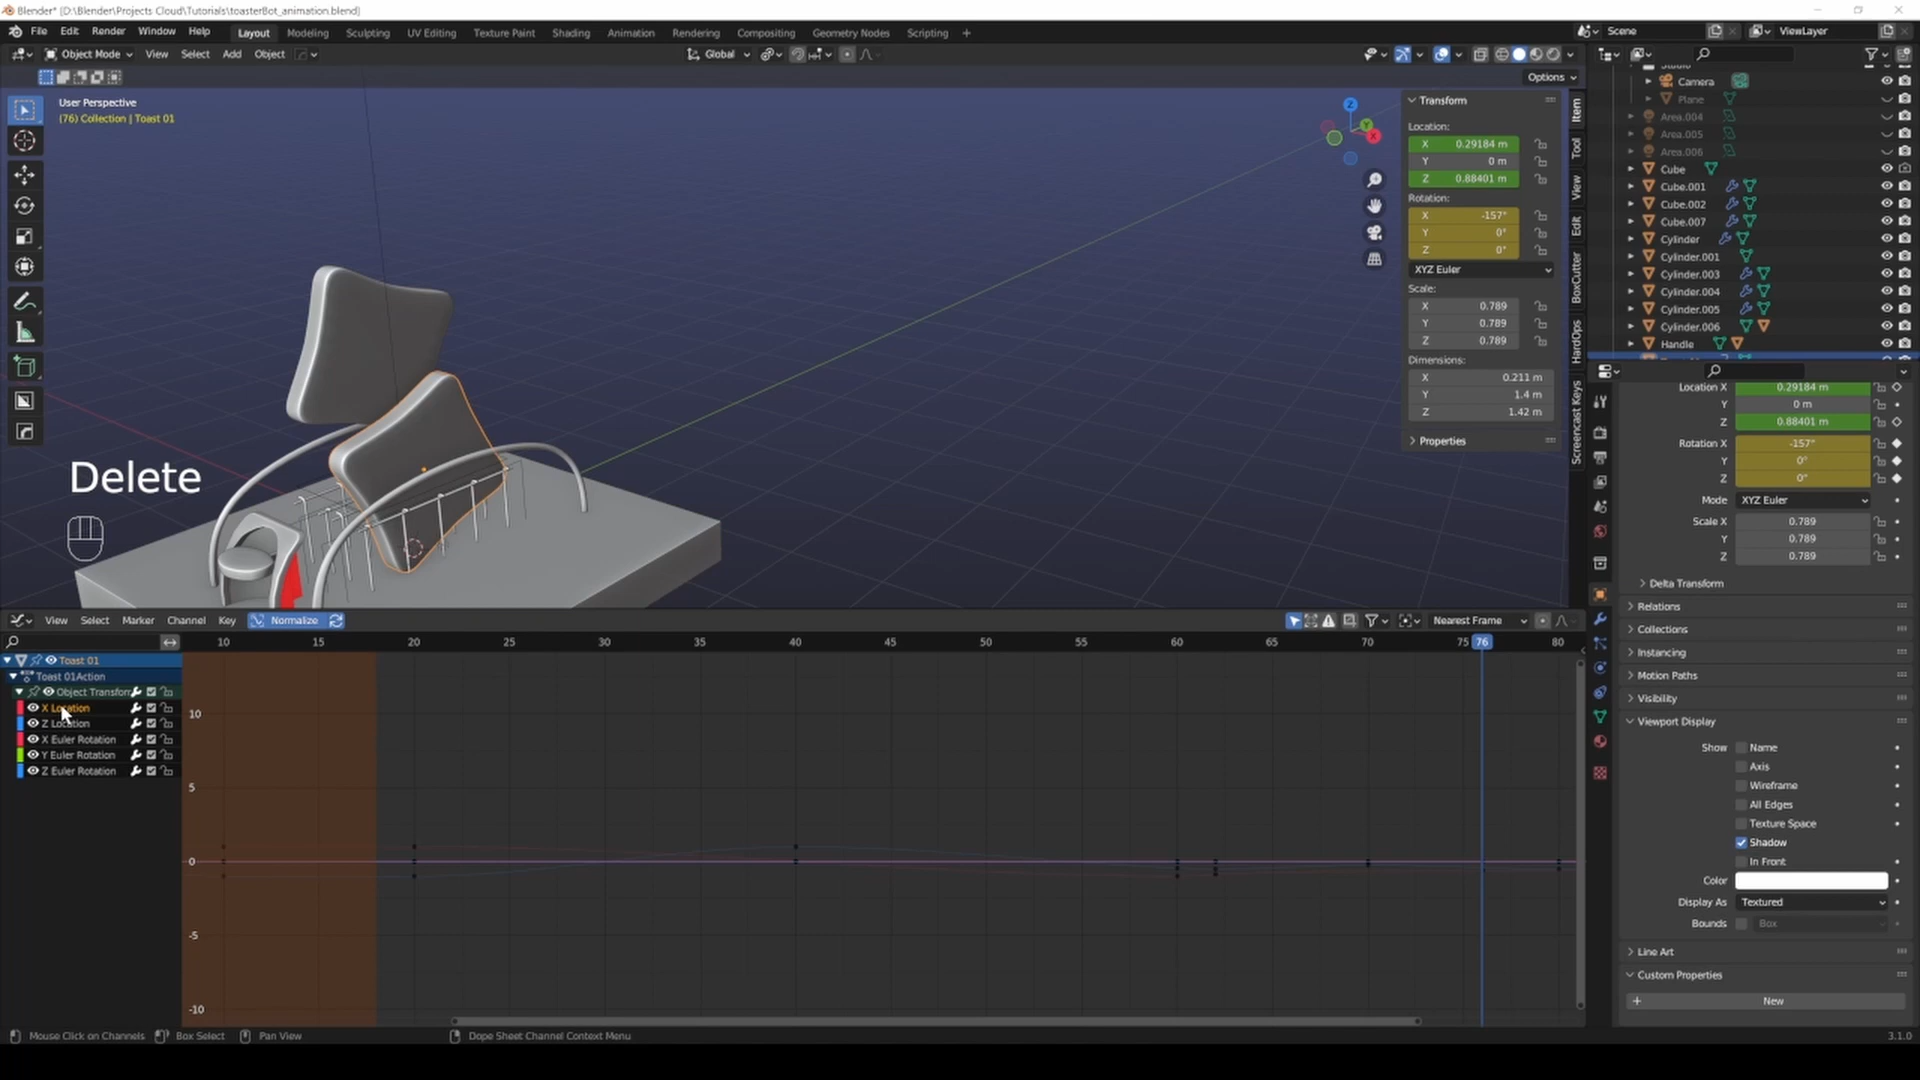 Blender* [D:\Blender\Projects Cloud\Tutorials\toasterBot_animation.blend]
File Edit Render Window Help Layout Modeling Sculpting UV Editing Texture Paint Shading Animation Rendering Compositing Geometry Nodes Scripting + Scene ViewLayer
Object Mode View Select Add Object Global
Options
User Perspective
(76) Collection | Toast 01
Transform
Location:
X 0.29184 m
Y 0 m
Z 0.88401 m
Rotation:
X -157°
Y 0°
Z 0°
XYZ Euler
Scale:
X 0.789
Y 0.789
Z 0.789
Dimensions:
X 0.211 m
Y 1.4 m
Z 1.42 m
Properties
Item
Tool
View
Edit
BoxCutter
HardOps
Screencast Keys
Z
Y
X
Camera
Plane
Area.004
Area.005
Area.006
Cube
Cube.001
Cube.002
Cube.007
Cylinder
Cylinder.001
Cylinder.003
Cylinder.004
Cylinder.005
Cylinder.006
Handle
Location X 0.29184 m
Y 0 m
Z 0.88401 m
Rotation X -157°
Y 0°
Z 0°
Mode XYZ Euler
Scale X 0.789
Y 0.789
Z 0.789
Delta Transform
Relations
Collections
Instancing
Motion Paths
Visibility
Viewport Display
Show Name
Axis
Wireframe
All Edges
Texture Space
Shadow
In Front
Color
Display As Textured
Bounds Box
Line Art
Custom Properties
New
Delete
View Select Marker Channel Key Normalize Nearest Frame
10 15 20 25 30 35 40 45 50 55 60 65 70 75 76 80
Toast 01
Toast 01Action
Object Transfor
X Location
Z Location
X Euler Rotation
Y Euler Rotation
Z Euler Rotation
10
5
0
-5
-10
Mouse Click on Channels Box Select Pan View Dope Sheet Channel Context Menu 3.1.0